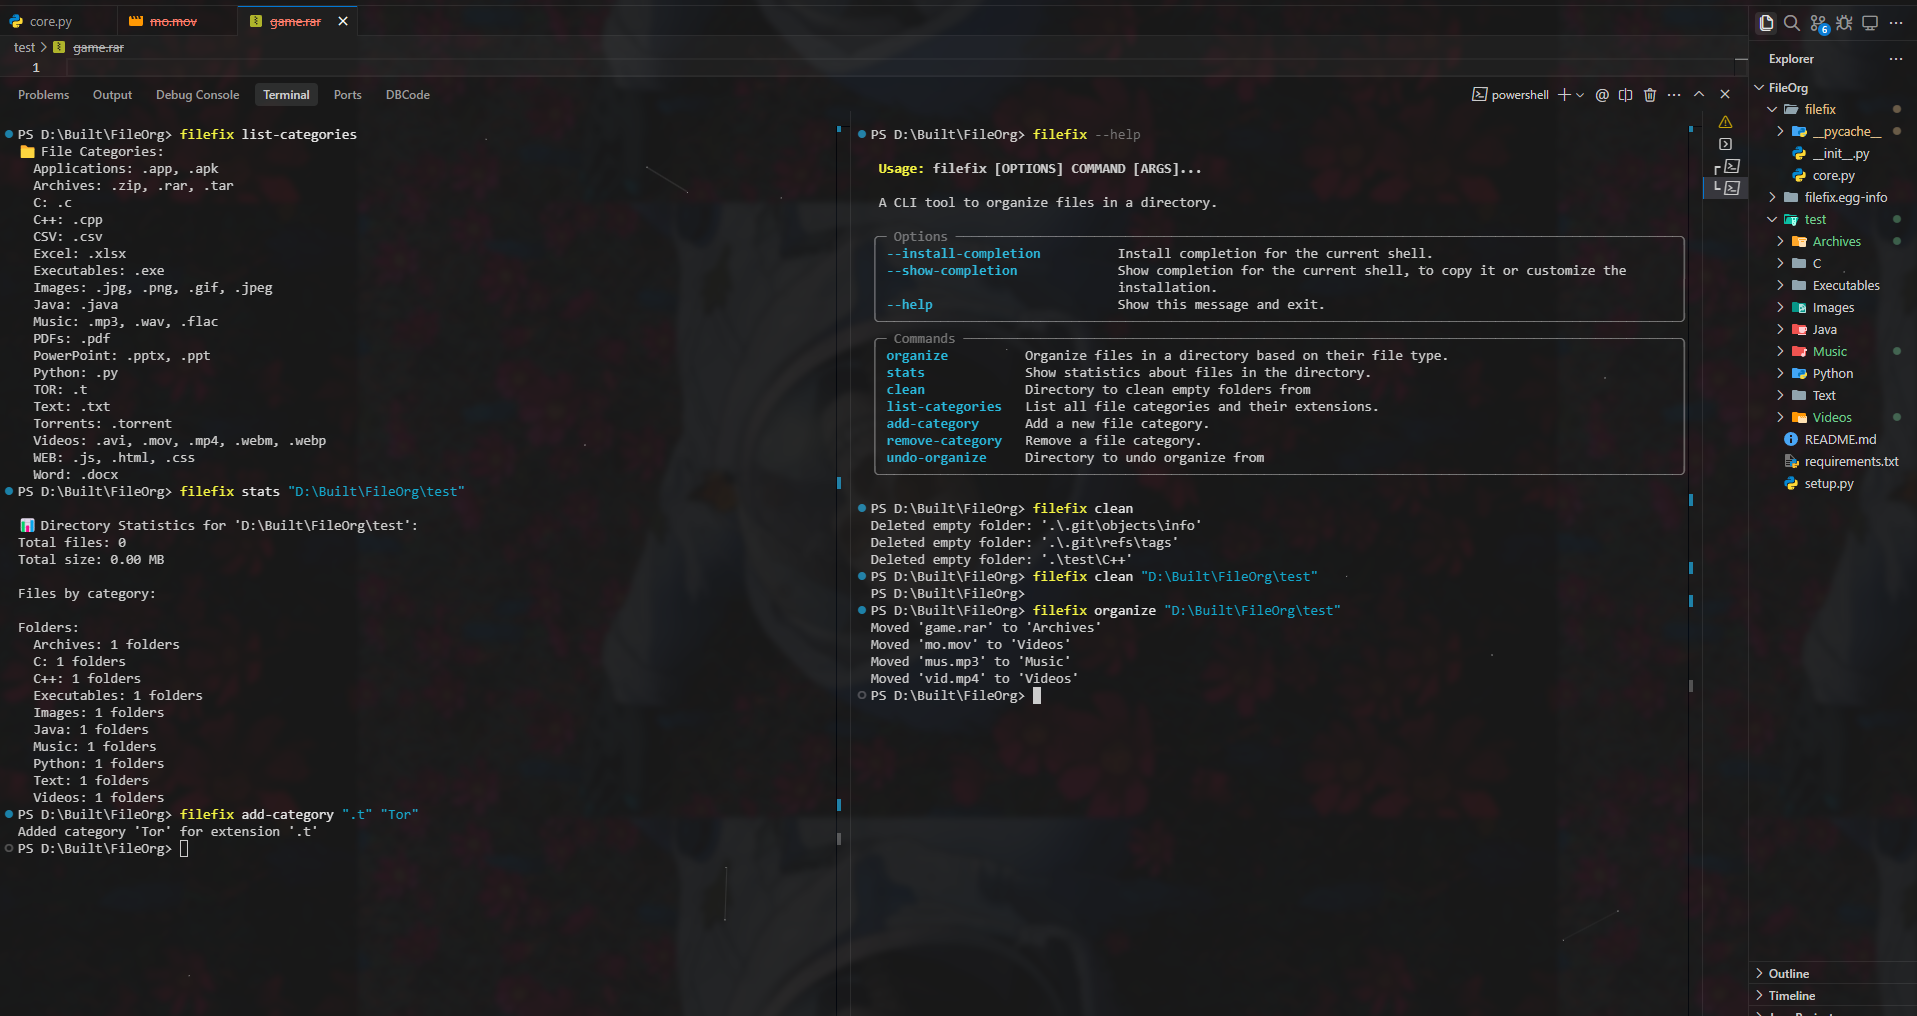 core.py
mo.mov
game.rar
test > game.rar
1
Problems Output Debug Console Terminal Ports DBCode
powershell
PS D:\Built\FileOrg> filefix list-categories
File Categories:
Applications: .app, .apk
Archives: .zip, .rar, .tar
C: .c
C++: .cpp
CSV: .csv
Excel: .xlsx
Executables: .exe
Images: .jpg, .png, .gif, .jpeg
Java: .java
Music: .mp3, .wav, .flac
PDFs: .pdf
PowerPoint: .pptx, .ppt
Python: .py
TOR: .t
Text: .txt
Torrents: .torrent
Videos: .avi, .mov, .mp4, .webm, .webp
WEB: .js, .html, .css
Word: .docx
PS D:\Built\FileOrg> filefix stats "D:\Built\FileOrg\test"
Directory Statistics for 'D:\Built\FileOrg\test':
Total files: 0
Total size: 0.00 MB
Files by category:
Folders:
Archives: 1 folders
C: 1 folders
C++: 1 folders
Executables: 1 folders
Images: 1 folders
Java: 1 folders
Music: 1 folders
Python: 1 folders
Text: 1 folders
Videos: 1 folders
PS D:\Built\FileOrg> filefix add-category ".t" "Tor"
Added category 'Tor' for extension '.t'
PS D:\Built\FileOrg>
PS D:\Built\FileOrg> filefix --help
Usage: filefix [OPTIONS] COMMAND [ARGS]...
A CLI tool to organize files in a directory.
Options
--install-completion Install completion for the current shell.
--show-completion Show completion for the current shell, to copy it or customize the
installation.
--help Show this message and exit.
Commands
organize Organize files in a directory based on their file type.
stats Show statistics about files in the directory.
clean Directory to clean empty folders from
list-categories List all file categories and their extensions.
add-category Add a new file category.
remove-category Remove a file category.
undo-organize Directory to undo organize from
PS D:\Built\FileOrg> filefix clean
Deleted empty folder: '.\.git\objects\info'
Deleted empty folder: '.\.git\refs\tags'
Deleted empty folder: '.\test\C++'
PS D:\Built\FileOrg> filefix clean "D:\Built\FileOrg\test"
PS D:\Built\FileOrg>
PS D:\Built\FileOrg> filefix organize "D:\Built\FileOrg\test"
Moved 'game.rar' to 'Archives'
Moved 'mo.mov' to 'Videos'
Moved 'mus.mp3' to 'Music'
Moved 'vid.mp4' to 'Videos'
PS D:\Built\FileOrg>
6
Explorer
FileOrg
filefix
__pycache__
__init__.py
core.py
filefix.egg-info
test
Archives
C
Executables
Images
Java
Music
Python
Text
Videos
README.md
requirements.txt
setup.py
Outline
Timeline